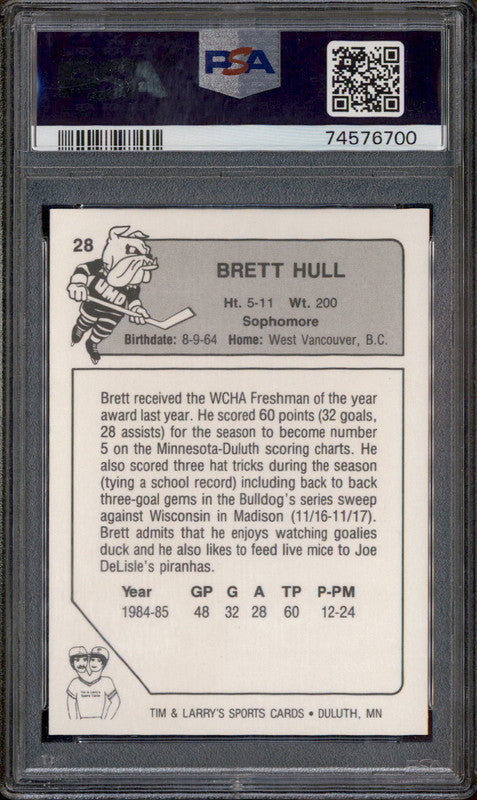 PSA
74576700
28
UMD
BRETT HULL
Ht. 5-11 Wt. 200
Sophomore
Birthdate: 8-9-64 Home: West Vancouver, B.C.
Brett received the WCHA Freshman of the year
award last year. He scored 60 points (32 goals,
28 assists) for the season to become number
5 on the Minnesota-Duluth scoring charts. He
also scored three hat tricks during the season
(tying a school record) including back to back
three-goal gems in the Bulldog's series sweep
against Wisconsin in Madison (11/16-11/17).
Brett admits that he enjoys watching goalies
duck and he also likes to feed live mice to Joe
DeLisle's piranhas.
Year GP G A TP P-PM
1984-85 48 32 28 60 12-24
Tim & Larry's
Sports Cards
TIM & LARRY'S SPORTS CARDS • DULUTH, MN
PSA